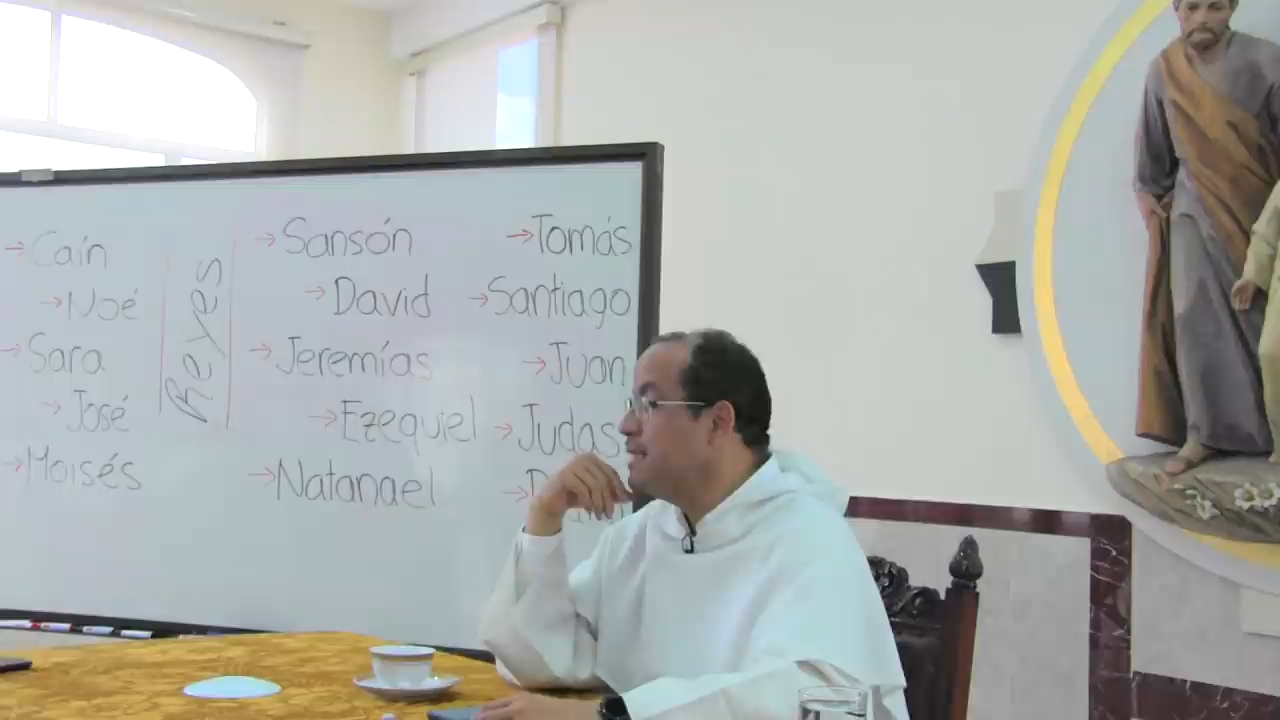 →Caín
→Noé
→Sara
→José
→Moisés
Reyes
→Sansón
→David
→Jeremías
→Ezequiel
→Natanael
→Tomás
→Santiago
→Juan
→Judas